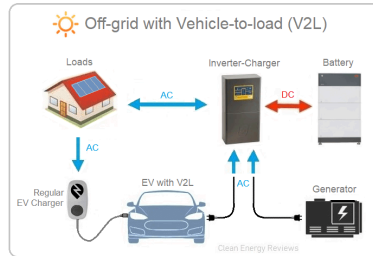 Off-grid with Vehicle-to-load (V2L)
Loads
Inverter-Charger
Battery
AC
DC
AC
Regular
EV Charger
EV with V2L
AC
Generator
Clean Energy Reviews